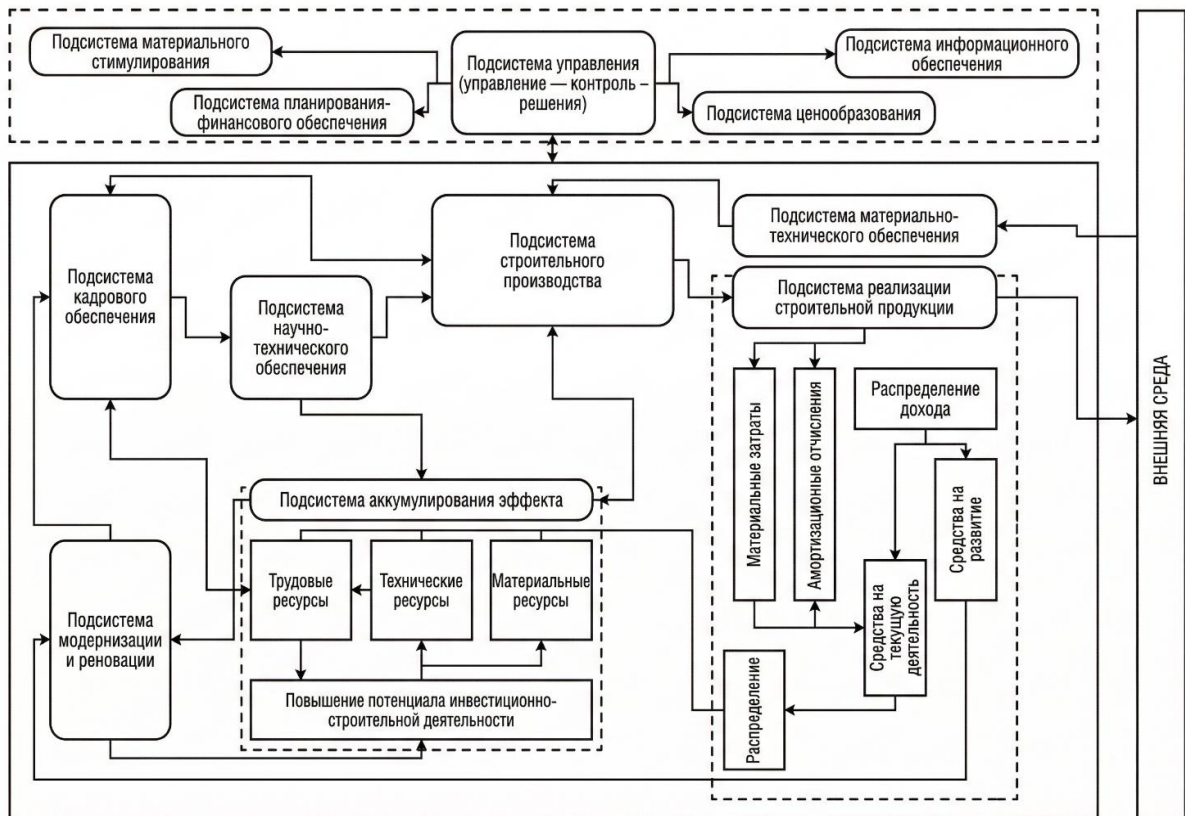 Подсистема материального
стимулирования
Подсистема управления
(управление — контроль –
решения)
Подсистема информационного
обеспечения
Подсистема планирования-
финансового обеспечения
Подсистема ценообразования
Подсистема
кадрового
обеспечения
Подсистема
научно-
технического
обеспечения
Подсистема
строительного
производства
Подсистема материально-
технического обеспечения
Подсистема реализации
строительной продукции
ВНЕШНЯЯ СРЕДА
Материальные затраты
Амортизационные отчисления
Распределение
дохода
Средства на
развитие
Средства на
текущую
деятельность
Распределение
Подсистема аккумулирования эффекта
Трудовые
ресурсы
Технические
ресурсы
Материальные
ресурсы
Подсистема
модернизации
и реновации
Повышение потенциала инвестиционно-
строительной деятельности